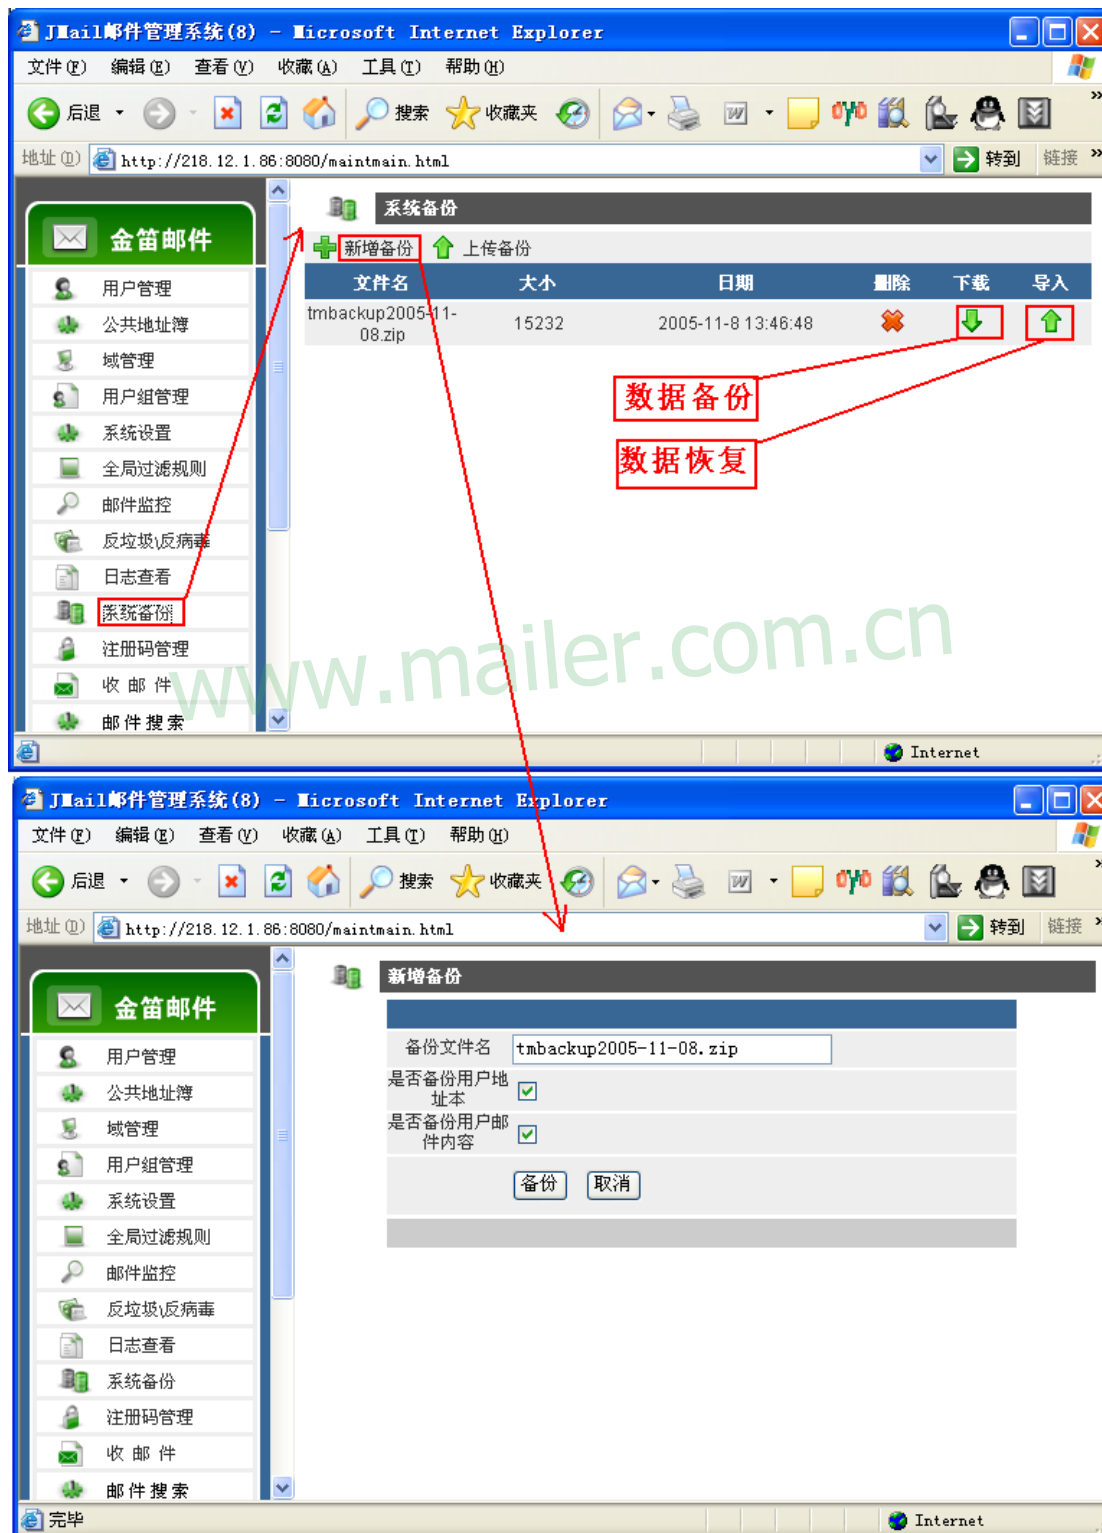 JMail邮件管理系统(8) - Microsoft Internet Explorer
文件(F) 编辑(E) 查看(V) 收藏(A) 工具(T) 帮助(H)
后退 搜索 收藏夹
地址(D) http://218.12.1.86:8080/maintmain.html 转到 链接
金笛邮件
用户管理
公共地址簿
域管理
用户组管理
系统设置
全局过滤规则
邮件监控
反垃圾\反病毒
日志查看
系统备份
注册码管理
收 邮 件
邮件搜索
系统备份
新增备份 上传备份
文件名 大小 日期 删除 下载 导入
tmbackup2005-11-
08.zip 15232 2005-11-8 13:46:48
数据备份
数据恢复
www.mailer.com.cn
Internet
JMail邮件管理系统(8) - Microsoft Internet Explorer
文件(F) 编辑(E) 查看(V) 收藏(A) 工具(T) 帮助(H)
后退 搜索 收藏夹
地址(D) http://218.12.1.86:8080/maintmain.html 转到 链接
金笛邮件
用户管理
公共地址簿
域管理
用户组管理
系统设置
全局过滤规则
邮件监控
反垃圾\反病毒
日志查看
系统备份
注册码管理
收 邮 件
邮件搜索
新增备份
备份文件名 tmbackup2005-11-08.zip
是否备份用户地
址本
是否备份用户邮
件内容
备份 取消
完毕 Internet